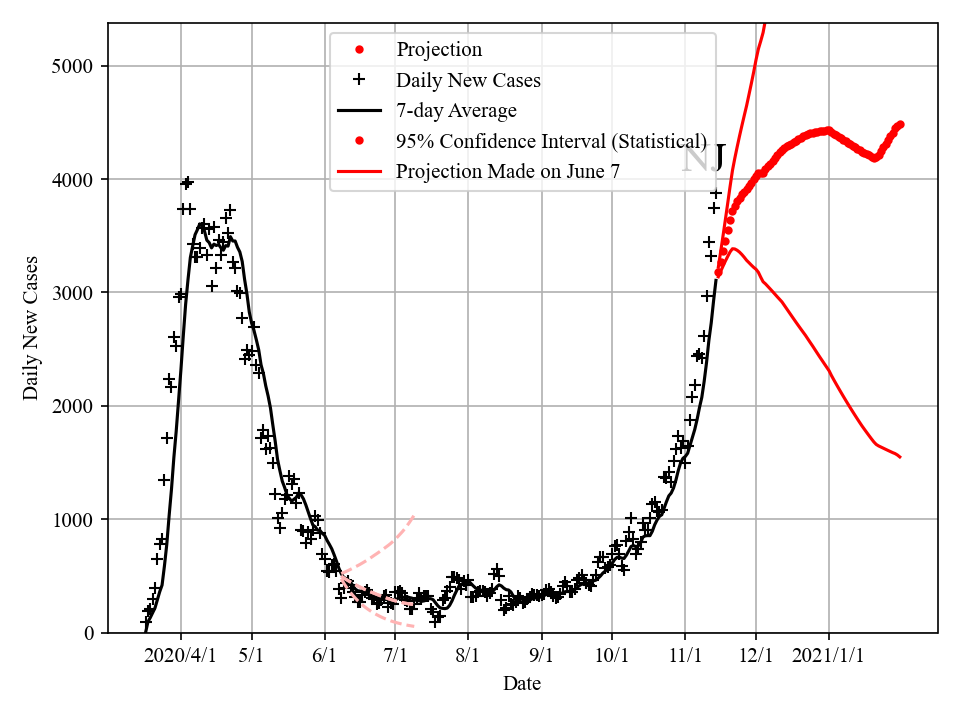 Projection
Daily New Cases
7-day Average
95% Confidence Interval (Statistical)
Projection Made on June 7
NJ
5000
4000
3000
2000
1000
0
Daily New Cases
2020/4/1 5/1 6/1 7/1 8/1 9/1 10/1 11/1 12/1 2021/1/1
Date